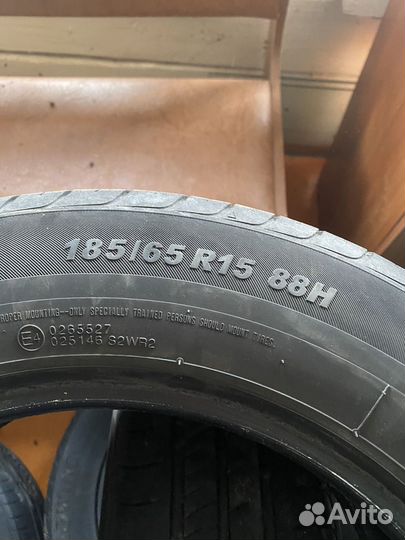 185/65 R15 88H
PROPER MOUNTING--ONLY SPECIALLY TRAINED PERSONS SHOULD MOUNT TIRES.
E4 0265527
025146 S2WR2
Avito